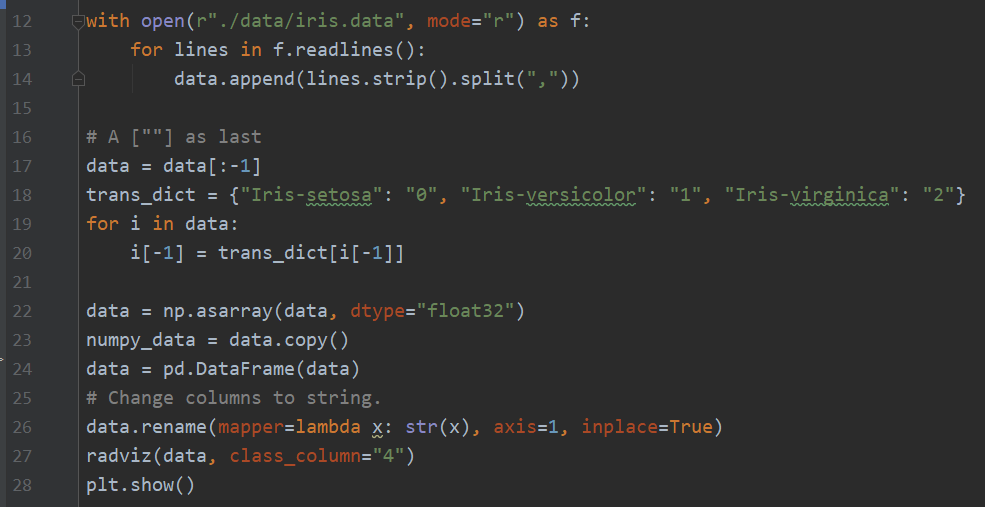 12 with open(r"./data/iris.data", mode="r") as f:
13     for lines in f.readlines():
14         data.append(lines.strip().split(","))
15
16 # A [""] as last
17 data = data[:-1]
18 trans_dict = {"Iris-setosa": "0", "Iris-versicolor": "1", "Iris-virginica": "2"}
19 for i in data:
20     i[-1] = trans_dict[i[-1]]
21
22 data = np.asarray(data, dtype="float32")
23 numpy_data = data.copy()
24 data = pd.DataFrame(data)
25 # Change columns to string.
26 data.rename(mapper=lambda x: str(x), axis=1, inplace=True)
27 radviz(data, class_column="4")
28 plt.show()